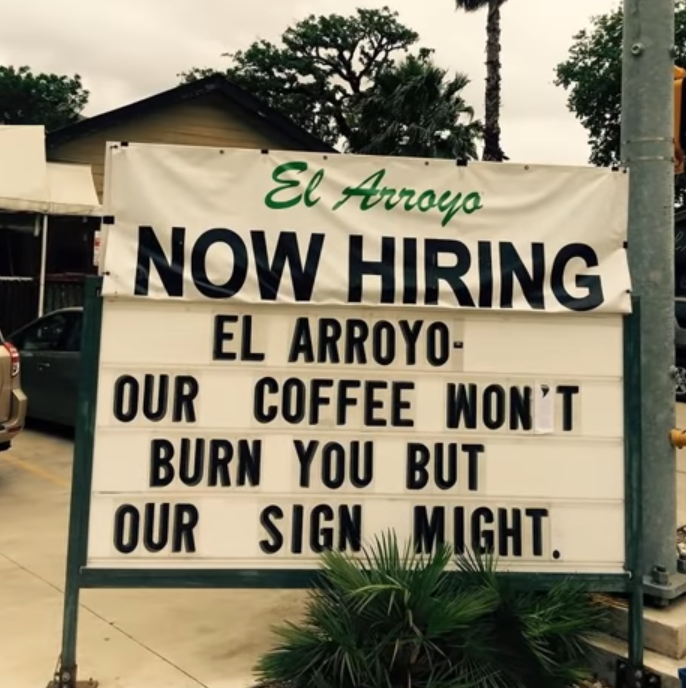 El Arroyo
NOW HIRING
EL ARROYO-
OUR COFFEE WON'T
BURN YOU BUT
OUR SIGN MIGHT.